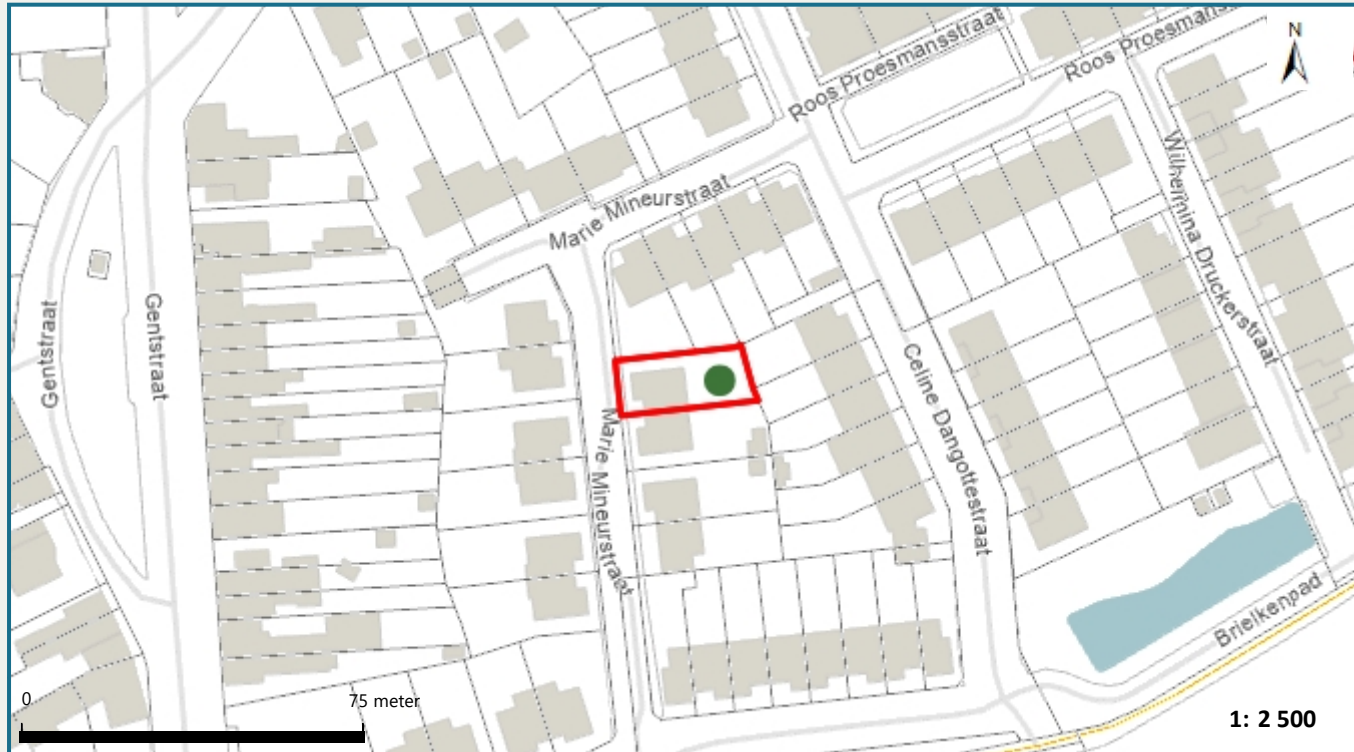 Roos Proesmansstraat
Roos Proesmans
N
Marie Mineurstraat
Wilhelmina Druckerstraat
Gentstraat
Gentstraat
Marie Mineurstraat
Celine Dangottestraat
Brielkenpad
0
75 meter
1: 2 500